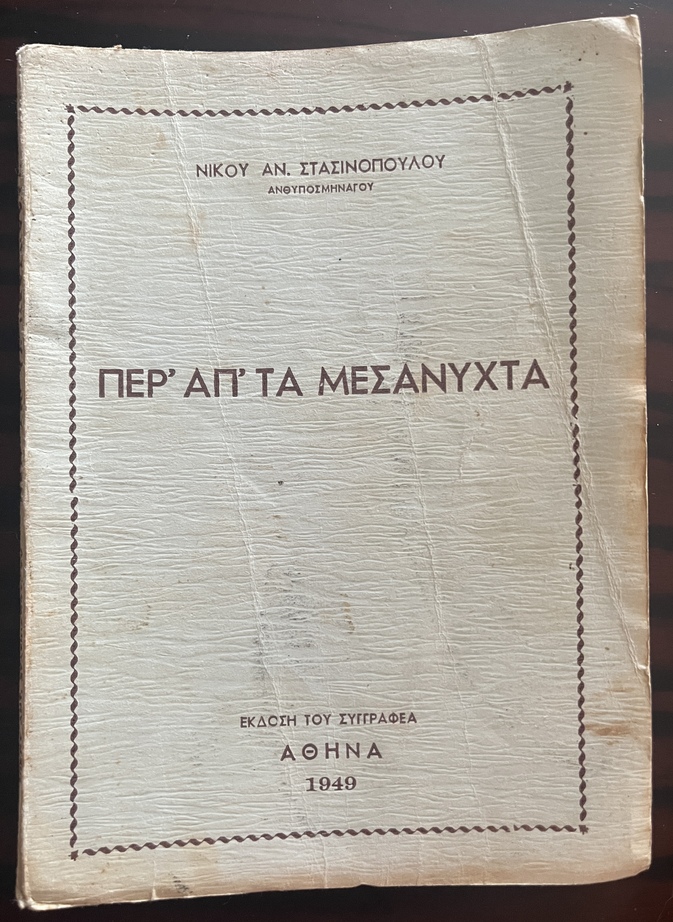 ΝΙΚΟΥ ΑΝ. ΣΤΑΣΙΝΟΠΟΥΛΟΥ
ΑΝΘΥΠΟΣΜΗΝΑΓΟΥ
ΠΕΡ' ΑΠ' ΤΑ ΜΕΣΑΝΥΧΤΑ
ΕΚΔΟΣΗ ΤΟΥ ΣΥΓΓΡΑΦΕΑ
ΑΘΗΝΑ
1949